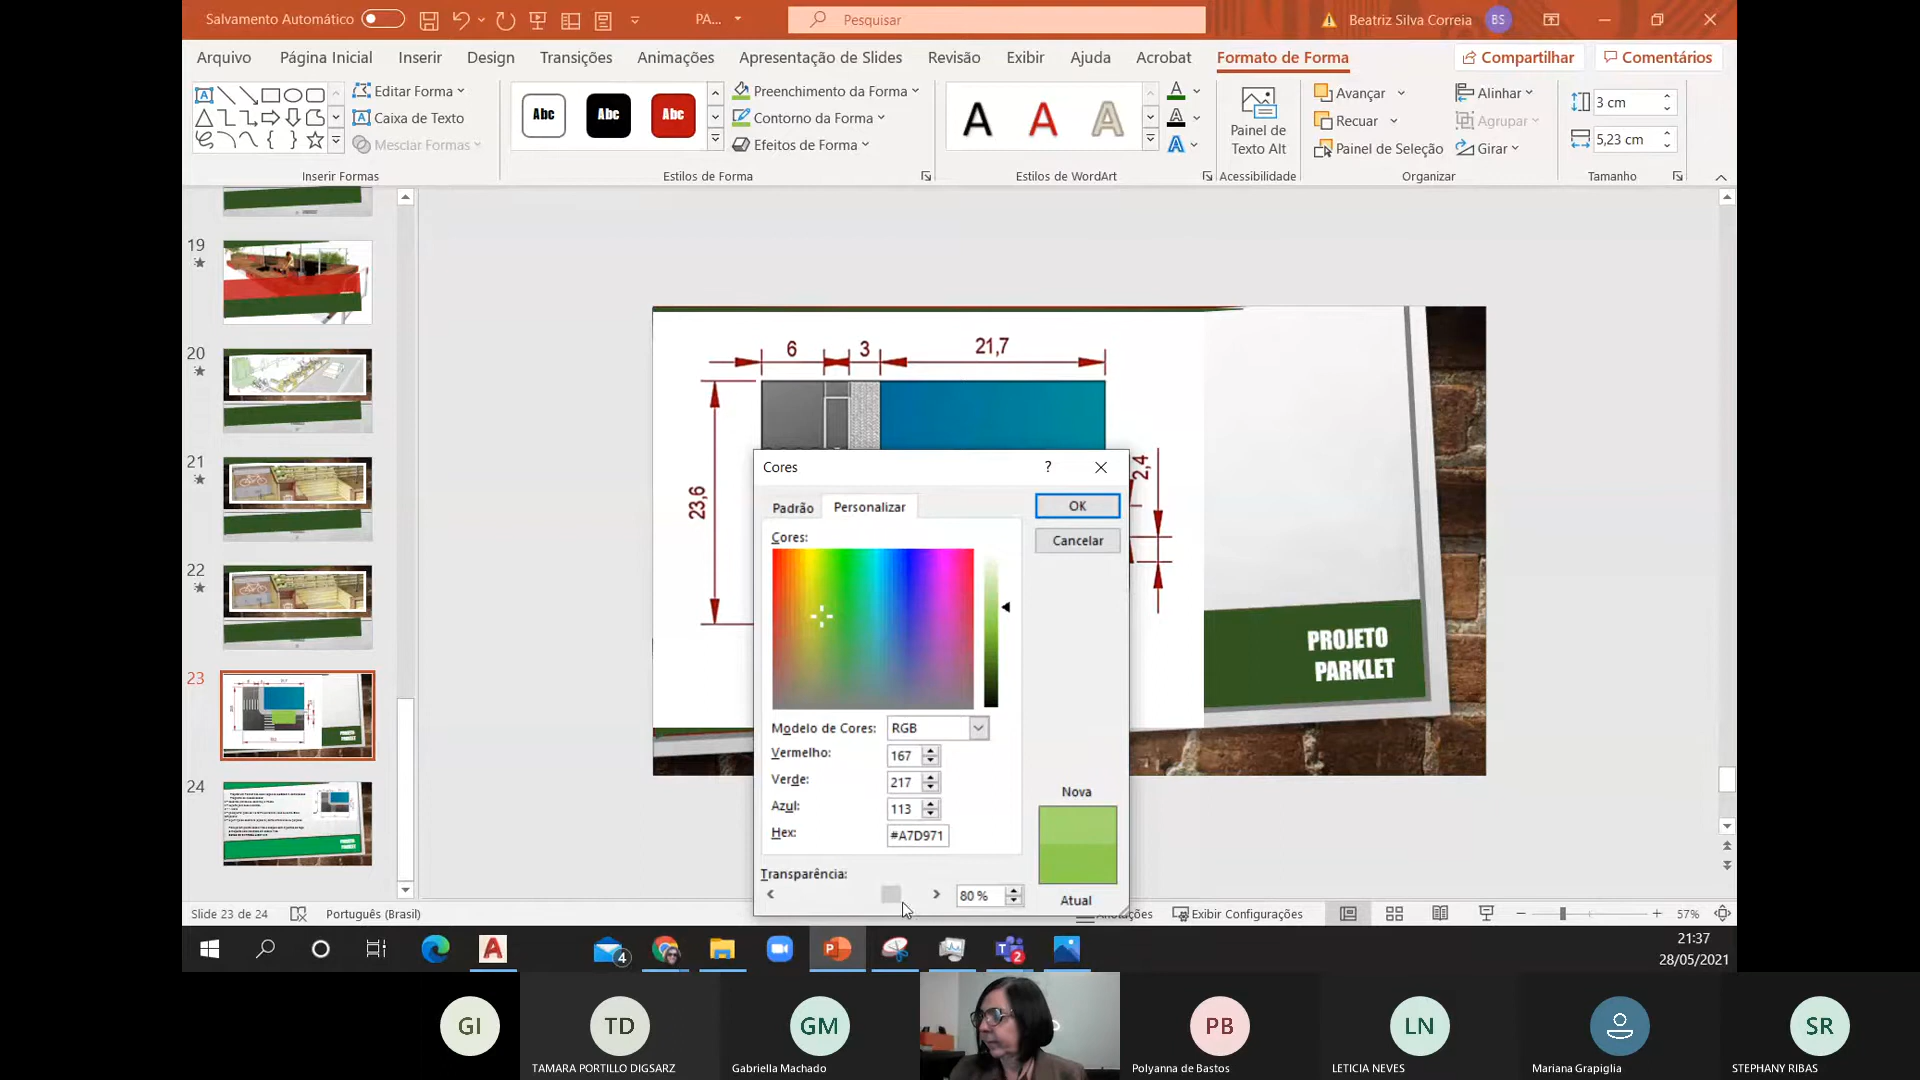 Salvamento Automático
PA...
Pesquisar
Beatriz Silva Correia
BS
Arquivo
Página Inicial
Inserir
Design
Transições
Animações
Apresentação de Slides
Revisão
Exibir
Ajuda
Acrobat
Formato de Forma
Compartilhar
Comentários
Editar Forma
Caixa de Texto
Mesclar Formas
Inserir Formas
Abc
Abc
Abc
Preenchimento da Forma
Contorno da Forma
Efeitos de Forma
Estilos de Forma
A
A
A
Estilos de WordArt
Painel de
Texto Alt
Acessibilidade
Avançar
Recuar
Painel de Seleção
Alinhar
Agrupar
Girar
Organizar
3 cm
5,23 cm
Tamanho
19
20
21
22
23
24
6
3
21,7
23,6
2,4
PROJETO
PARKLET
Cores
?
Padrão
Personalizar
OK
Cancelar
Cores:
Modelo de Cores:
RGB
Vermelho:
167
Verde:
217
Azul:
113
Hex:
#A7D971
Transparência:
80 %
Nova
Atual
Slide 23 de 24
Português (Brasil)
Anotações
Exibir Configurações
57%
4
2
21:37
28/05/2021
GI
TD
TAMARA PORTILLO DIGSARZ
GM
Gabriella Machado
PB
Polyanna de Bastos
LN
LETICIA NEVES
Mariana Grapiglia
SR
STEPHANY RIBAS